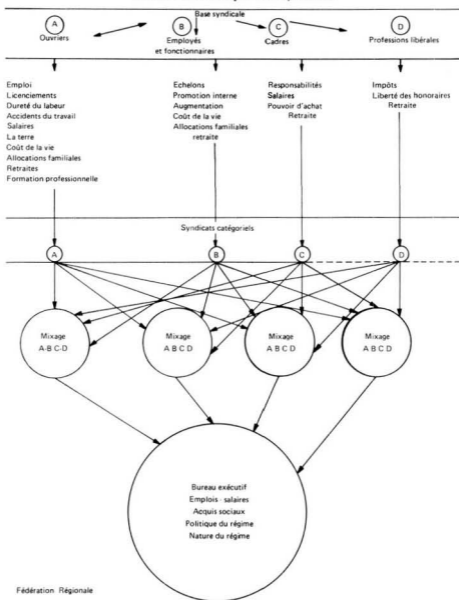 Base syndicale
A
Ouvriers
B
Employés
et fonctionnaires
C
Cadres
D
Professions libérales
Emploi
Licenciements
Dureté du labeur
Accidents du travail
Salaires
La terre
Coût de la vie
Allocations familiales
Retraites
Formation professionnelle
Echelons
Promotion interne
Augmentation
Coût de la vie
Allocations familiales
retraite
Responsabilités
Salaires
Pouvoir d'achat
Retraite
Impôts
Liberté des honoraires
Retraite
Syndicats catégoriels
A
B
C
D
Mixage
A-B C-D
Mixage
A B C D
Mixage
A B C D
Mixage
A B C D
Bureau exécutif
Emplois - salaires
Acquis sociaux
Politique du régime
Nature du régime
Fédération Régionale